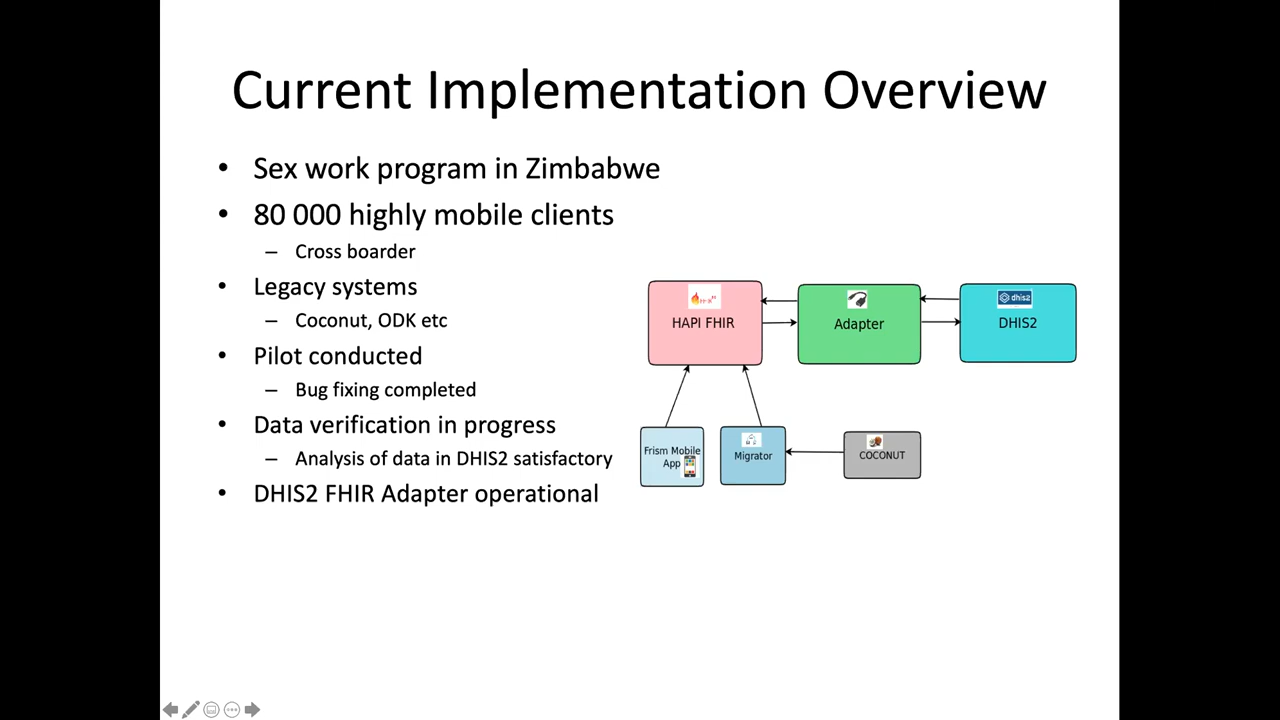 Current Implementation Overview
• Sex work program in Zimbabwe
• 80 000 highly mobile clients
– Cross boarder
• Legacy systems
– Coconut, ODK etc
• Pilot conducted
– Bug fixing completed
• Data verification in progress
– Analysis of data in DHIS2 satisfactory
• DHIS2 FHIR Adapter operational
HAPI FHIR
Adapter
dhis2
DHIS2
Frism Mobile
App
Migrator
COCONUT